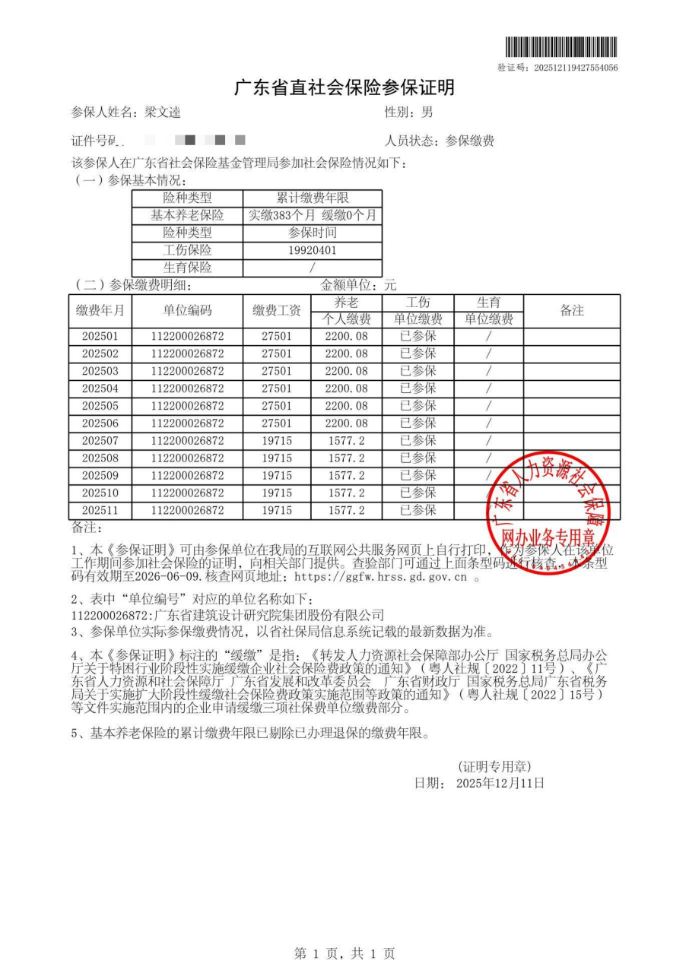 验证码：202512119427554056
广东省直社会保险参保证明
参保人姓名：梁文逵 性别：男
证件号码 人员状态：参保缴费
该参保人在广东省社会保险基金管理局参加社会保险情况如下：
（一）参保基本情况：
险种类型 累计缴费年限
基本养老保险 实缴383个月 缓缴0个月
险种类型 参保时间
工伤保险 19920401
生育保险 /
（二）参保缴费明细： 金额单位：元
缴费年月 单位编码 缴费工资 养老 工伤 生育 备注
个人缴费 单位缴费 单位缴费
202501 112200026872 27501 2200.08 已参保 /
202502 112200026872 27501 2200.08 已参保 /
202503 112200026872 27501 2200.08 已参保 /
202504 112200026872 27501 2200.08 已参保 /
202505 112200026872 27501 2200.08 已参保 /
202506 112200026872 27501 2200.08 已参保 /
202507 112200026872 19715 1577.2 已参保 /
202508 112200026872 19715 1577.2 已参保 /
202509 112200026872 19715 1577.2 已参保 /
202510 112200026872 19715 1577.2 已参保 /
202511 112200026872 19715 1577.2 已参保
广东省人力资源社会保障
网办业务专用章
备注：
1、本《参保证明》可由参保单位在我局的互联网公共服务网页上自行打印，作为参保人在该单位
工作期间参加社会保险的证明，向相关部门提供。查验部门可通过上面条型码进行核查，本条型
码有效期至2026-06-09.核查网页地址：https://ggfw.hrss.gd.gov.cn 。
2、表中“单位编号”对应的单位名称如下：
112200026872:广东省建筑设计研究院集团股份有限公司
3、参保单位实际参保缴费情况，以省社保局信息系统记载的最新数据为准。
4、本《参保证明》标注的“缓缴”是指：《转发人力资源社会保障部办公厅 国家税务总局办公
厅关于特困行业阶段性实施缓缴企业社会保险费政策的通知》（粤人社规〔2022〕11号）、《广
东省人力资源和社会保障厅 广东省发展和改革委员会 广东省财政厅 国家税务总局广东省税务
局关于实施扩大阶段性缓缴社会保险费政策实施范围等政策的通知》（粤人社规〔2022〕15号）
等文件实施范围内的企业申请缓缴三项社保费单位缴费部分。
5、基本养老保险的累计缴费年限已剔除已办理退保的缴费年限。
(证明专用章)
日期： 2025年12月11日
第 1 页, 共 1 页